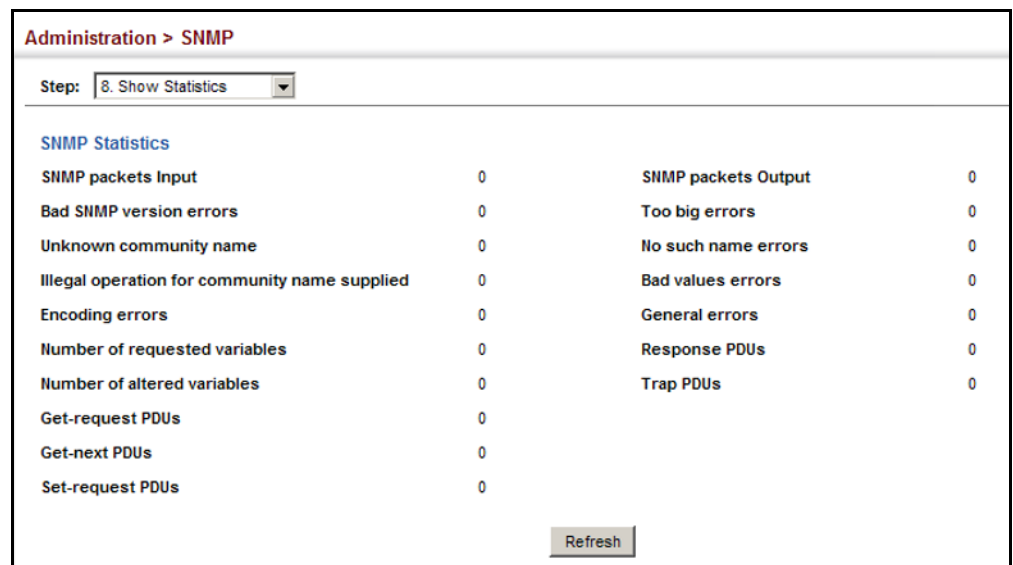 Administration > SNMP
Step: 8. Show Statistics
SNMP Statistics
SNMP packets Input 0 SNMP packets Output 0
Bad SNMP version errors 0 Too big errors 0
Unknown community name 0 No such name errors 0
Illegal operation for community name supplied 0 Bad values errors 0
Encoding errors 0 General errors 0
Number of requested variables 0 Response PDUs 0
Number of altered variables 0 Trap PDUs 0
Get-request PDUs 0
Get-next PDUs 0
Set-request PDUs 0
Refresh